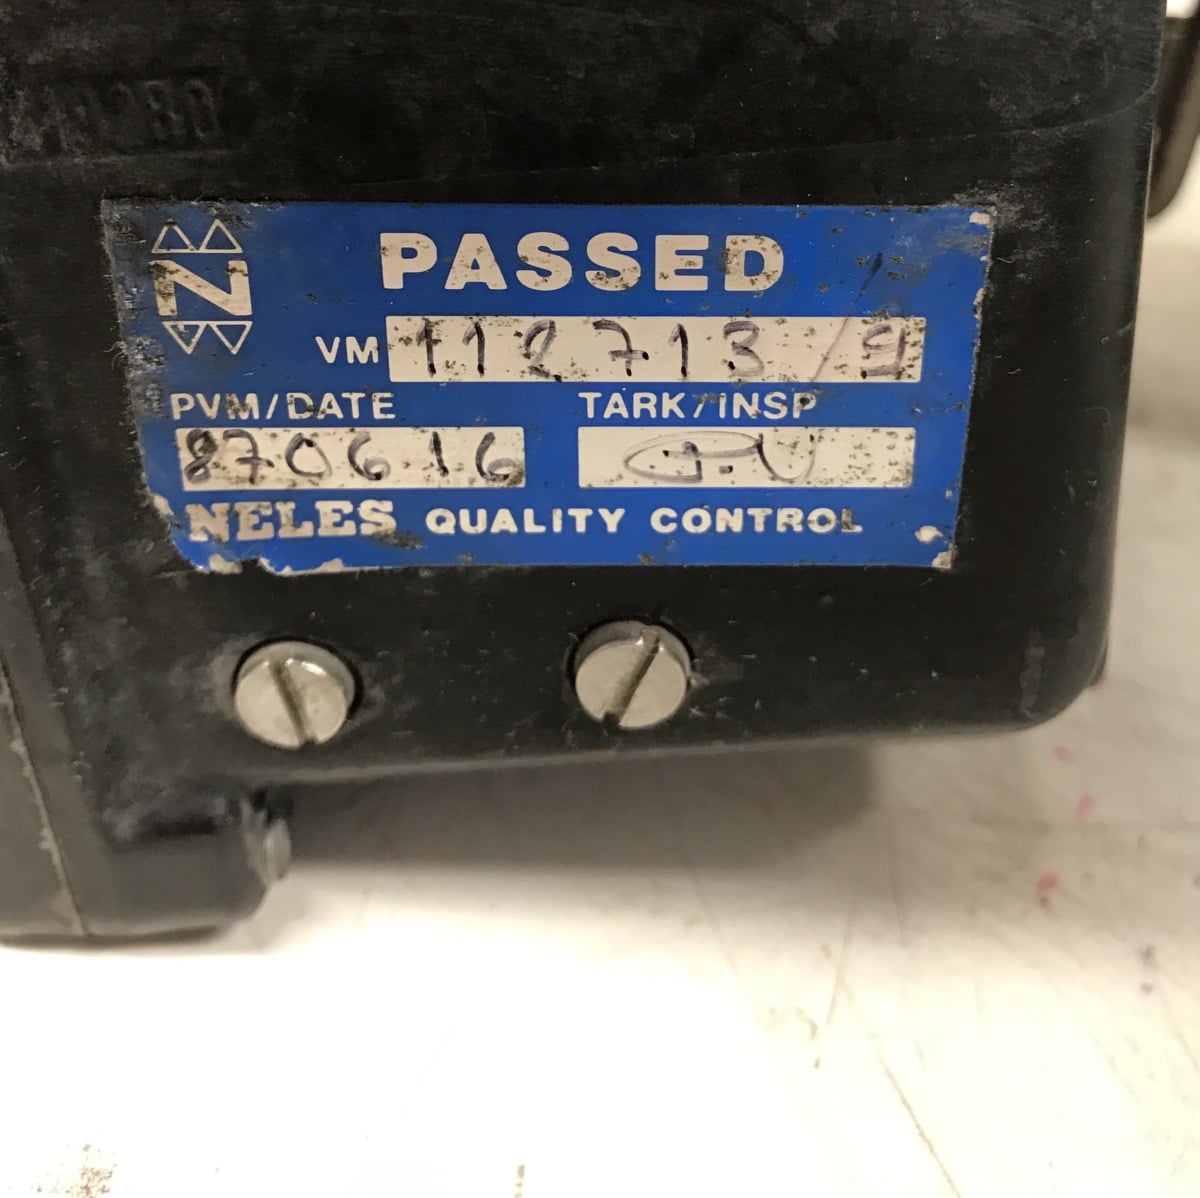 PASSED
VM 112713/9
PVM/DATE TARK/INSP
870616 J.V
NELES QUALITY CONTROL